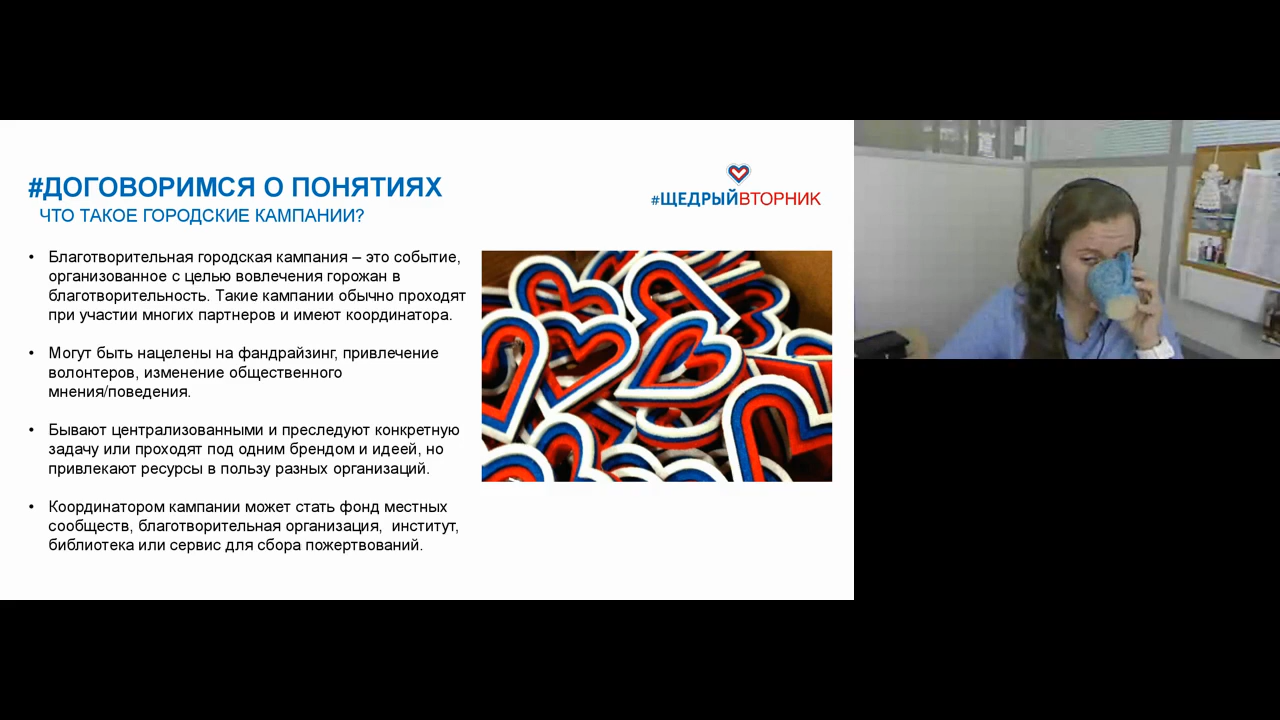 #ДОГОВОРИМСЯ О ПОНЯТИЯХ
ЧТО ТАКОЕ ГОРОДСКИЕ КАМПАНИИ?
#ЩЕДРЫЙВТОРНИК
• Благотворительная городская кампания – это событие,
организованное с целью вовлечения горожан в
благотворительность. Такие кампании обычно проходят
при участии многих партнеров и имеют координатора.
• Могут быть нацелены на фандрайзинг, привлечение
волонтеров, изменение общественного
мнения/поведения.
• Бывают централизованными и преследуют конкретную
задачу или проходят под одним брендом и идеей, но
привлекают ресурсы в пользу разных организаций.
• Координатором кампании может стать фонд местных
сообществ, благотворительная организация,  институт,
библиотека или сервис для сбора пожертвований.